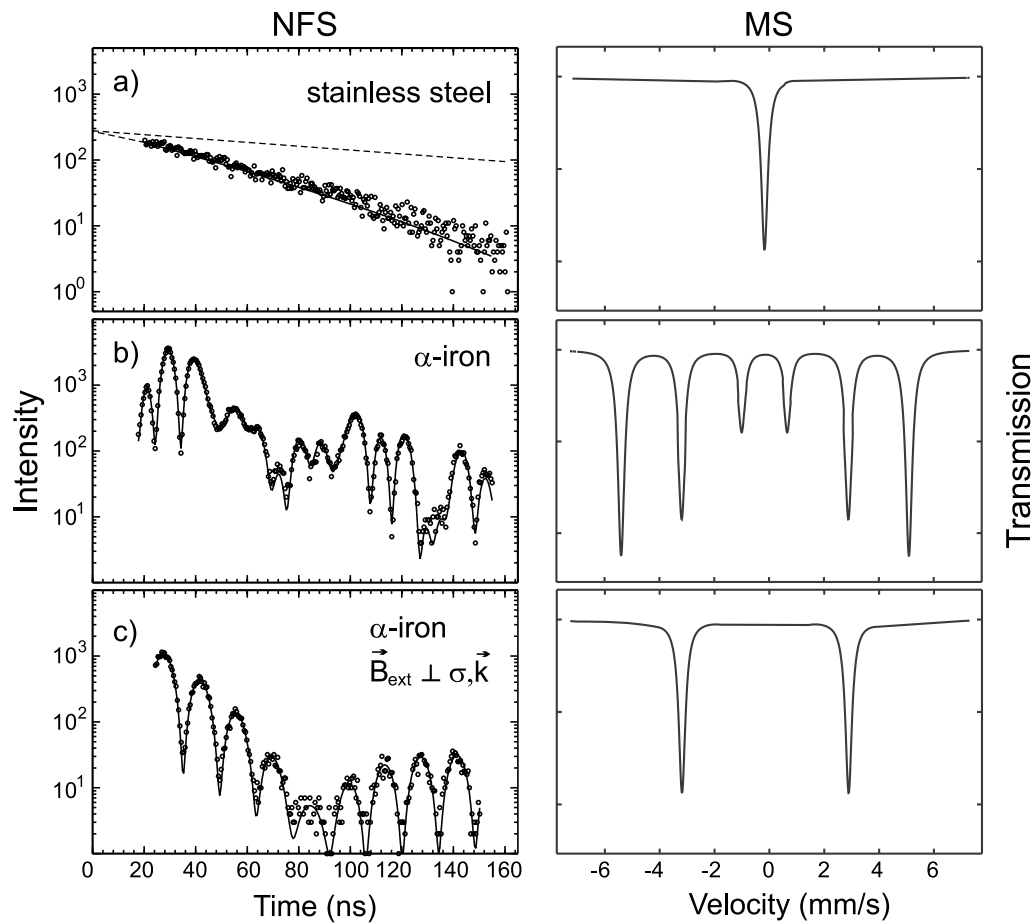 NFS
MS
a)
stainless steel
10³
10²
10¹
10⁰
b)
α-iron
10³
10²
10¹
c)
α-iron
B⃗ext ⊥ σ,k⃗
10³
10²
10¹
Intensity
Transmission
0 20 40 60 80 100 120 140 160
Time (ns)
-6 -4 -2 0 2 4 6
Velocity (mm/s)